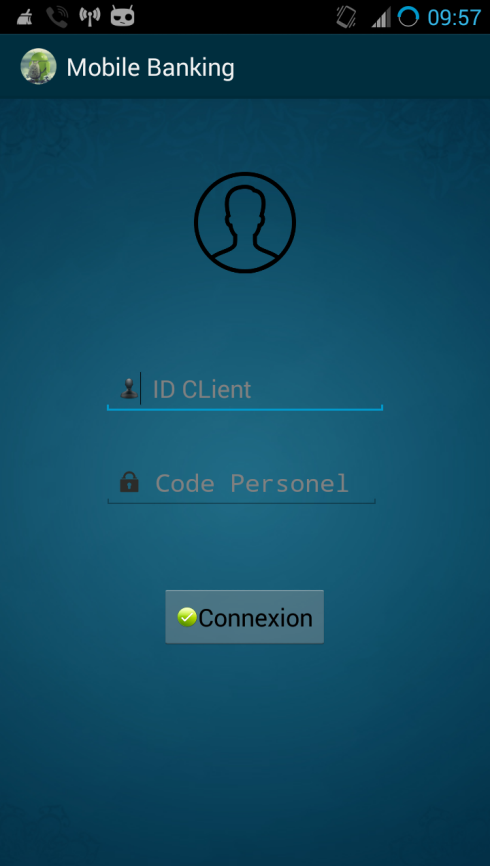 09:57
Mobile Banking
ID CLient
Code Personel
Connexion